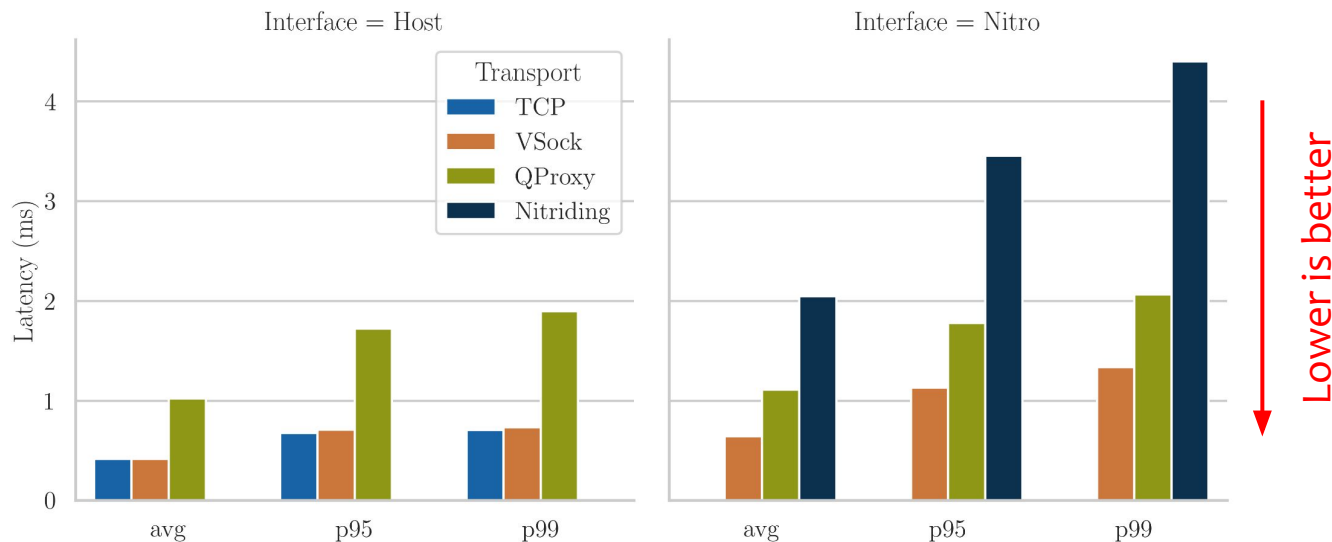 Interface = Host
Interface = Nitro
Latency (ms)
4
3
2
1
0
Transport
TCP
VSock
QProxy
Nitriding
avg
p95
p99
avg
p95
p99
Lower is better